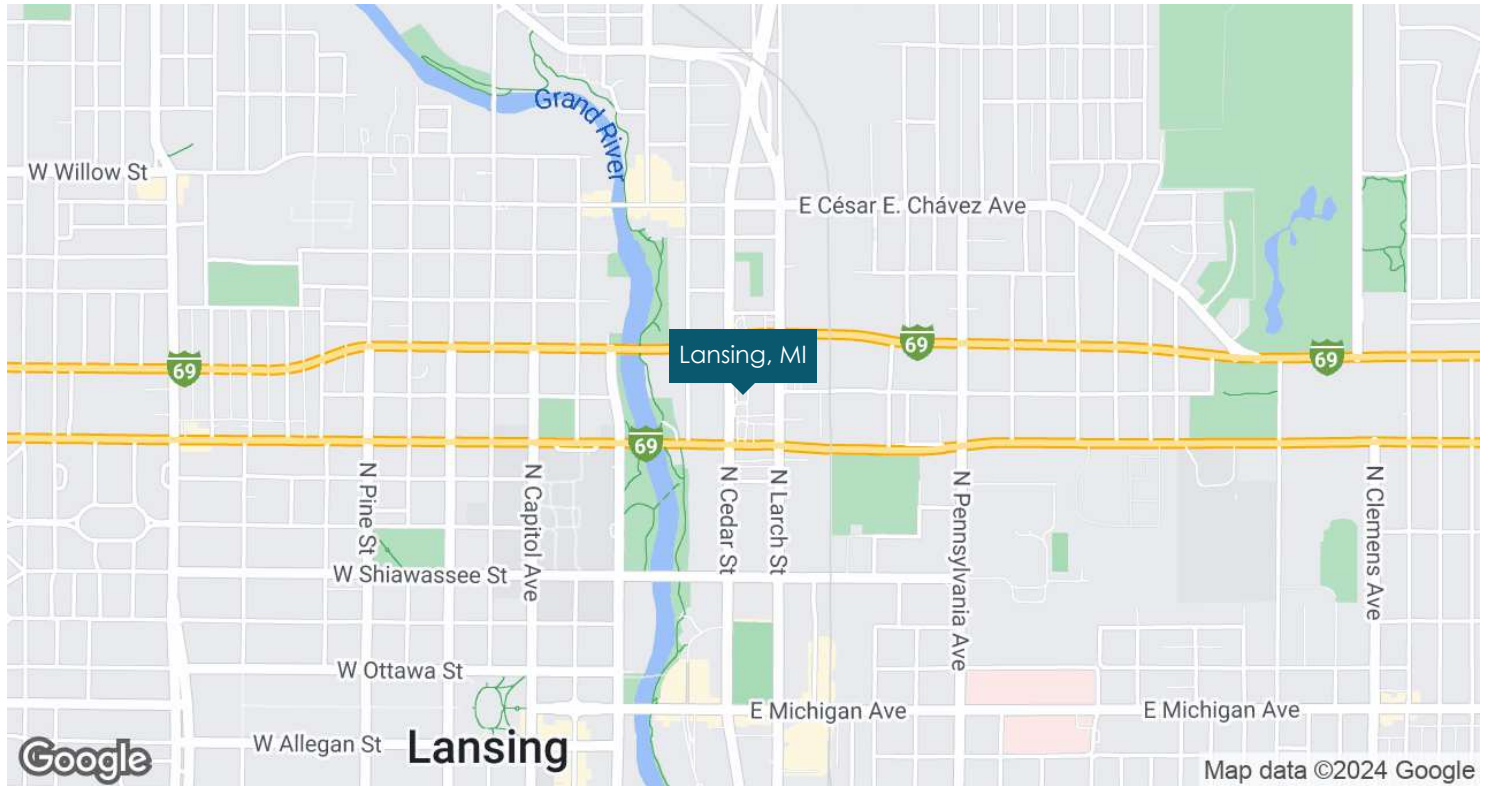 Grand River
W Willow St
E César E. Chávez Ave
Lansing, MI
69
69
69
69
N Pine St
N Capitol Ave
N Cedar St
N Larch St
N Pennsylvania Ave
N Clemens Ave
W Shiawassee St
W Ottawa St
E Michigan Ave
E Michigan Ave
W Allegan St
Lansing
Google
Map data ©2024 Google